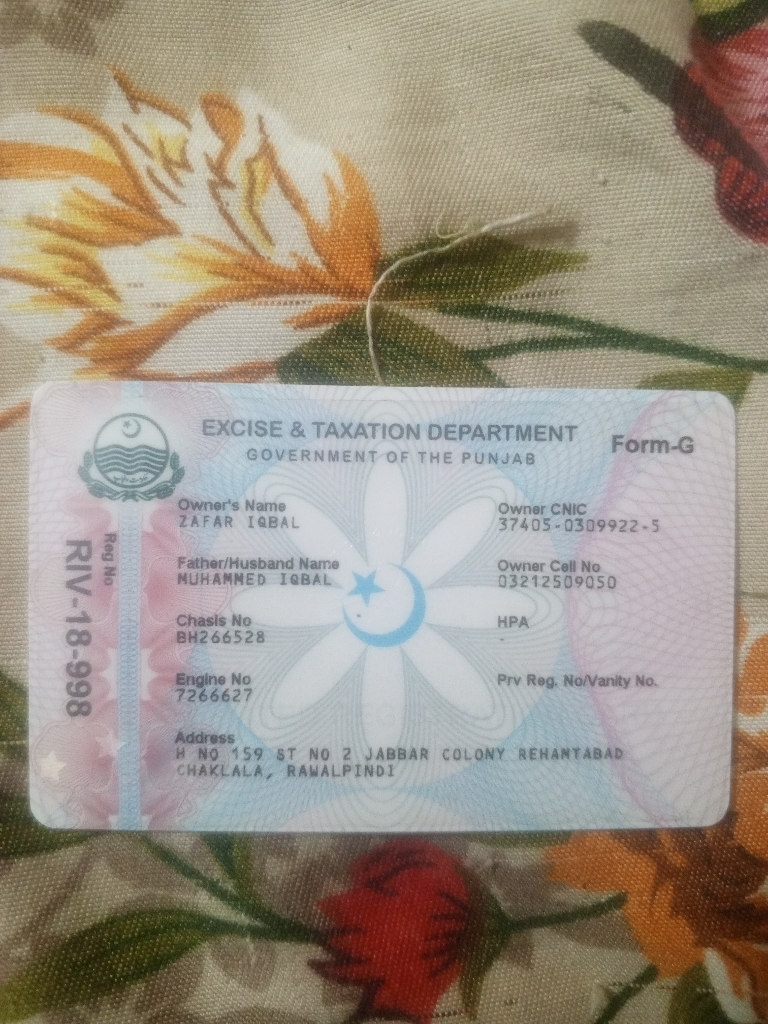 EXCISE & TAXATION DEPARTMENT
GOVERNMENT OF THE PUNJAB
Form-G
Reg No
RIV-18-998
Owner's Name
ZAFAR IQBAL
Owner CNIC
37405-0309922-5
Father/Husband Name
MUHAMMED IQBAL
Owner Cell No
03212509050
Chasis No
BH266528
HPA
-
Engine No
7266627
Prv Reg. No/Vanity No.
Address
H NO 159 ST NO 2 JABBAR COLONY REHAMTABAD
CHAKLALA, RAWALPINDI